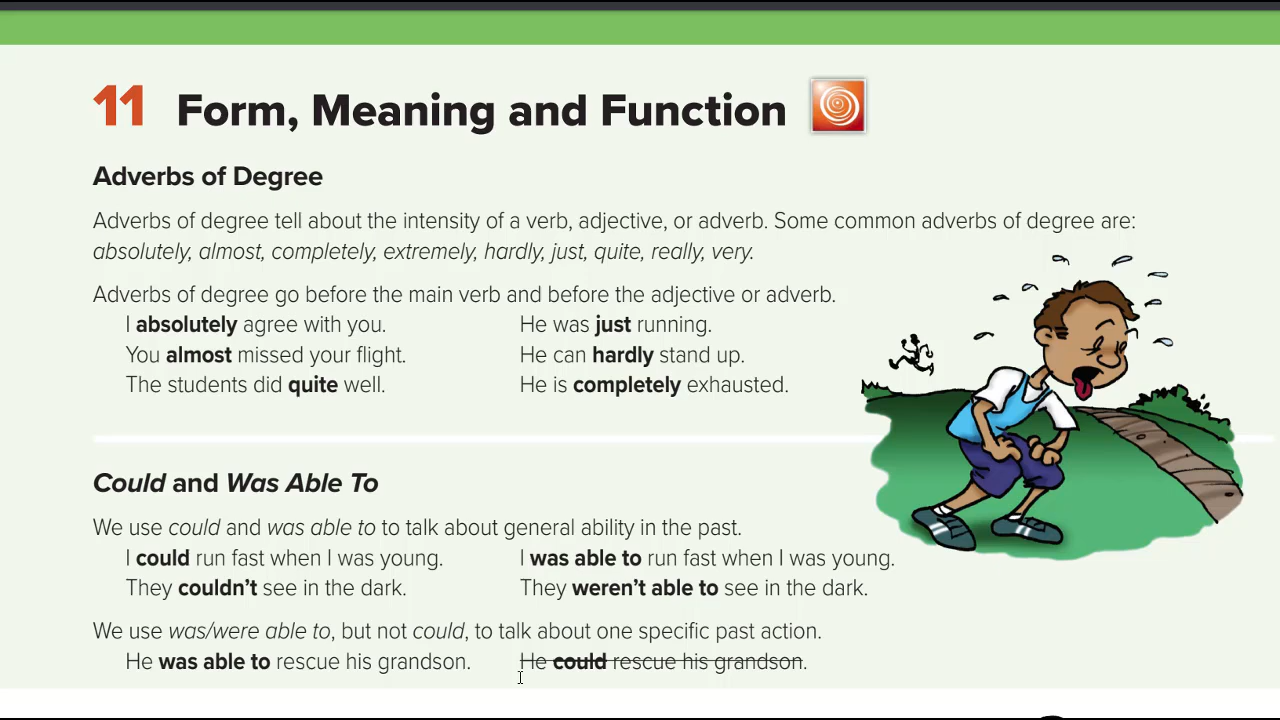 11 Form, Meaning and Function
Adverbs of Degree
Adverbs of degree tell about the intensity of a verb, adjective, or adverb. Some common adverbs of degree are:
absolutely, almost, completely, extremely, hardly, just, quite, really, very.
Adverbs of degree go before the main verb and before the adjective or adverb.
I absolutely agree with you. He was just running.
You almost missed your flight. He can hardly stand up.
The students did quite well. He is completely exhausted.
Could and Was Able To
We use could and was able to to talk about general ability in the past.
I could run fast when I was young. I was able to run fast when I was young.
They couldn’t see in the dark. They weren’t able to see in the dark.
We use was/were able to, but not could, to talk about one specific past action.
He was able to rescue his grandson. He could rescue his grandson.